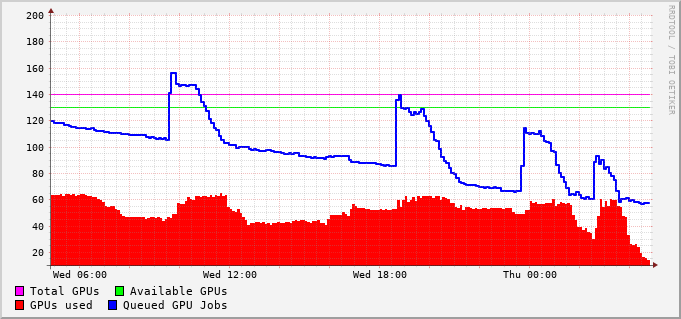 RRDTOOL / TOBI OETIKER
200
180
160
140
120
100
80
60
40
20
Wed 06:00 Wed 12:00 Wed 18:00 Thu 00:00
Total GPUs Available GPUs
GPUs used Queued GPU Jobs